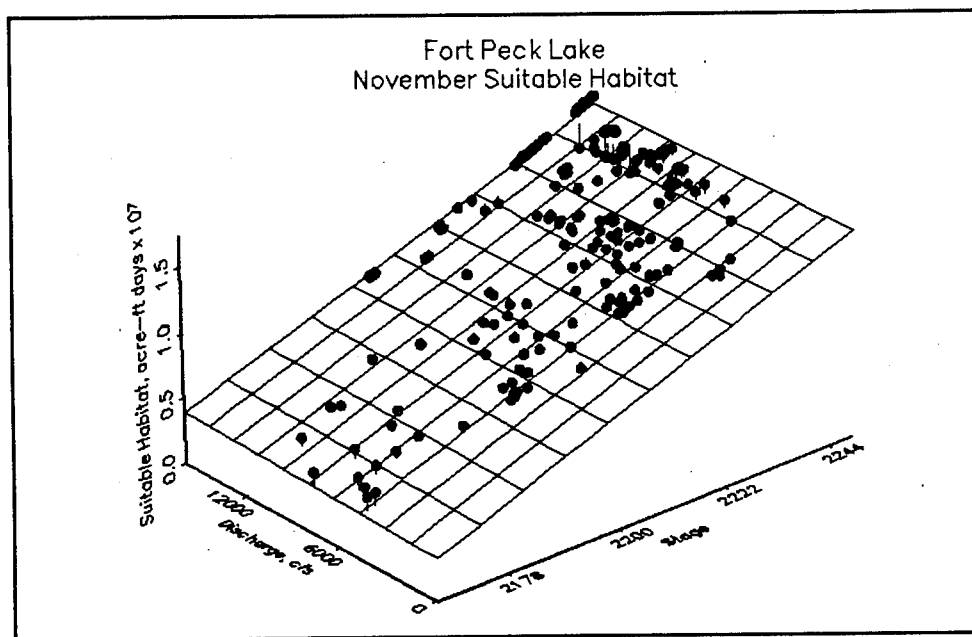 Fort Peck Lake
November Suitable Habitat
Suitable Habitat, acre-ft days x 107
1.5
1.0
0.5
0.0
12000
6000
0
Discharge, cfs
2178
2200
2222
2244
Stage